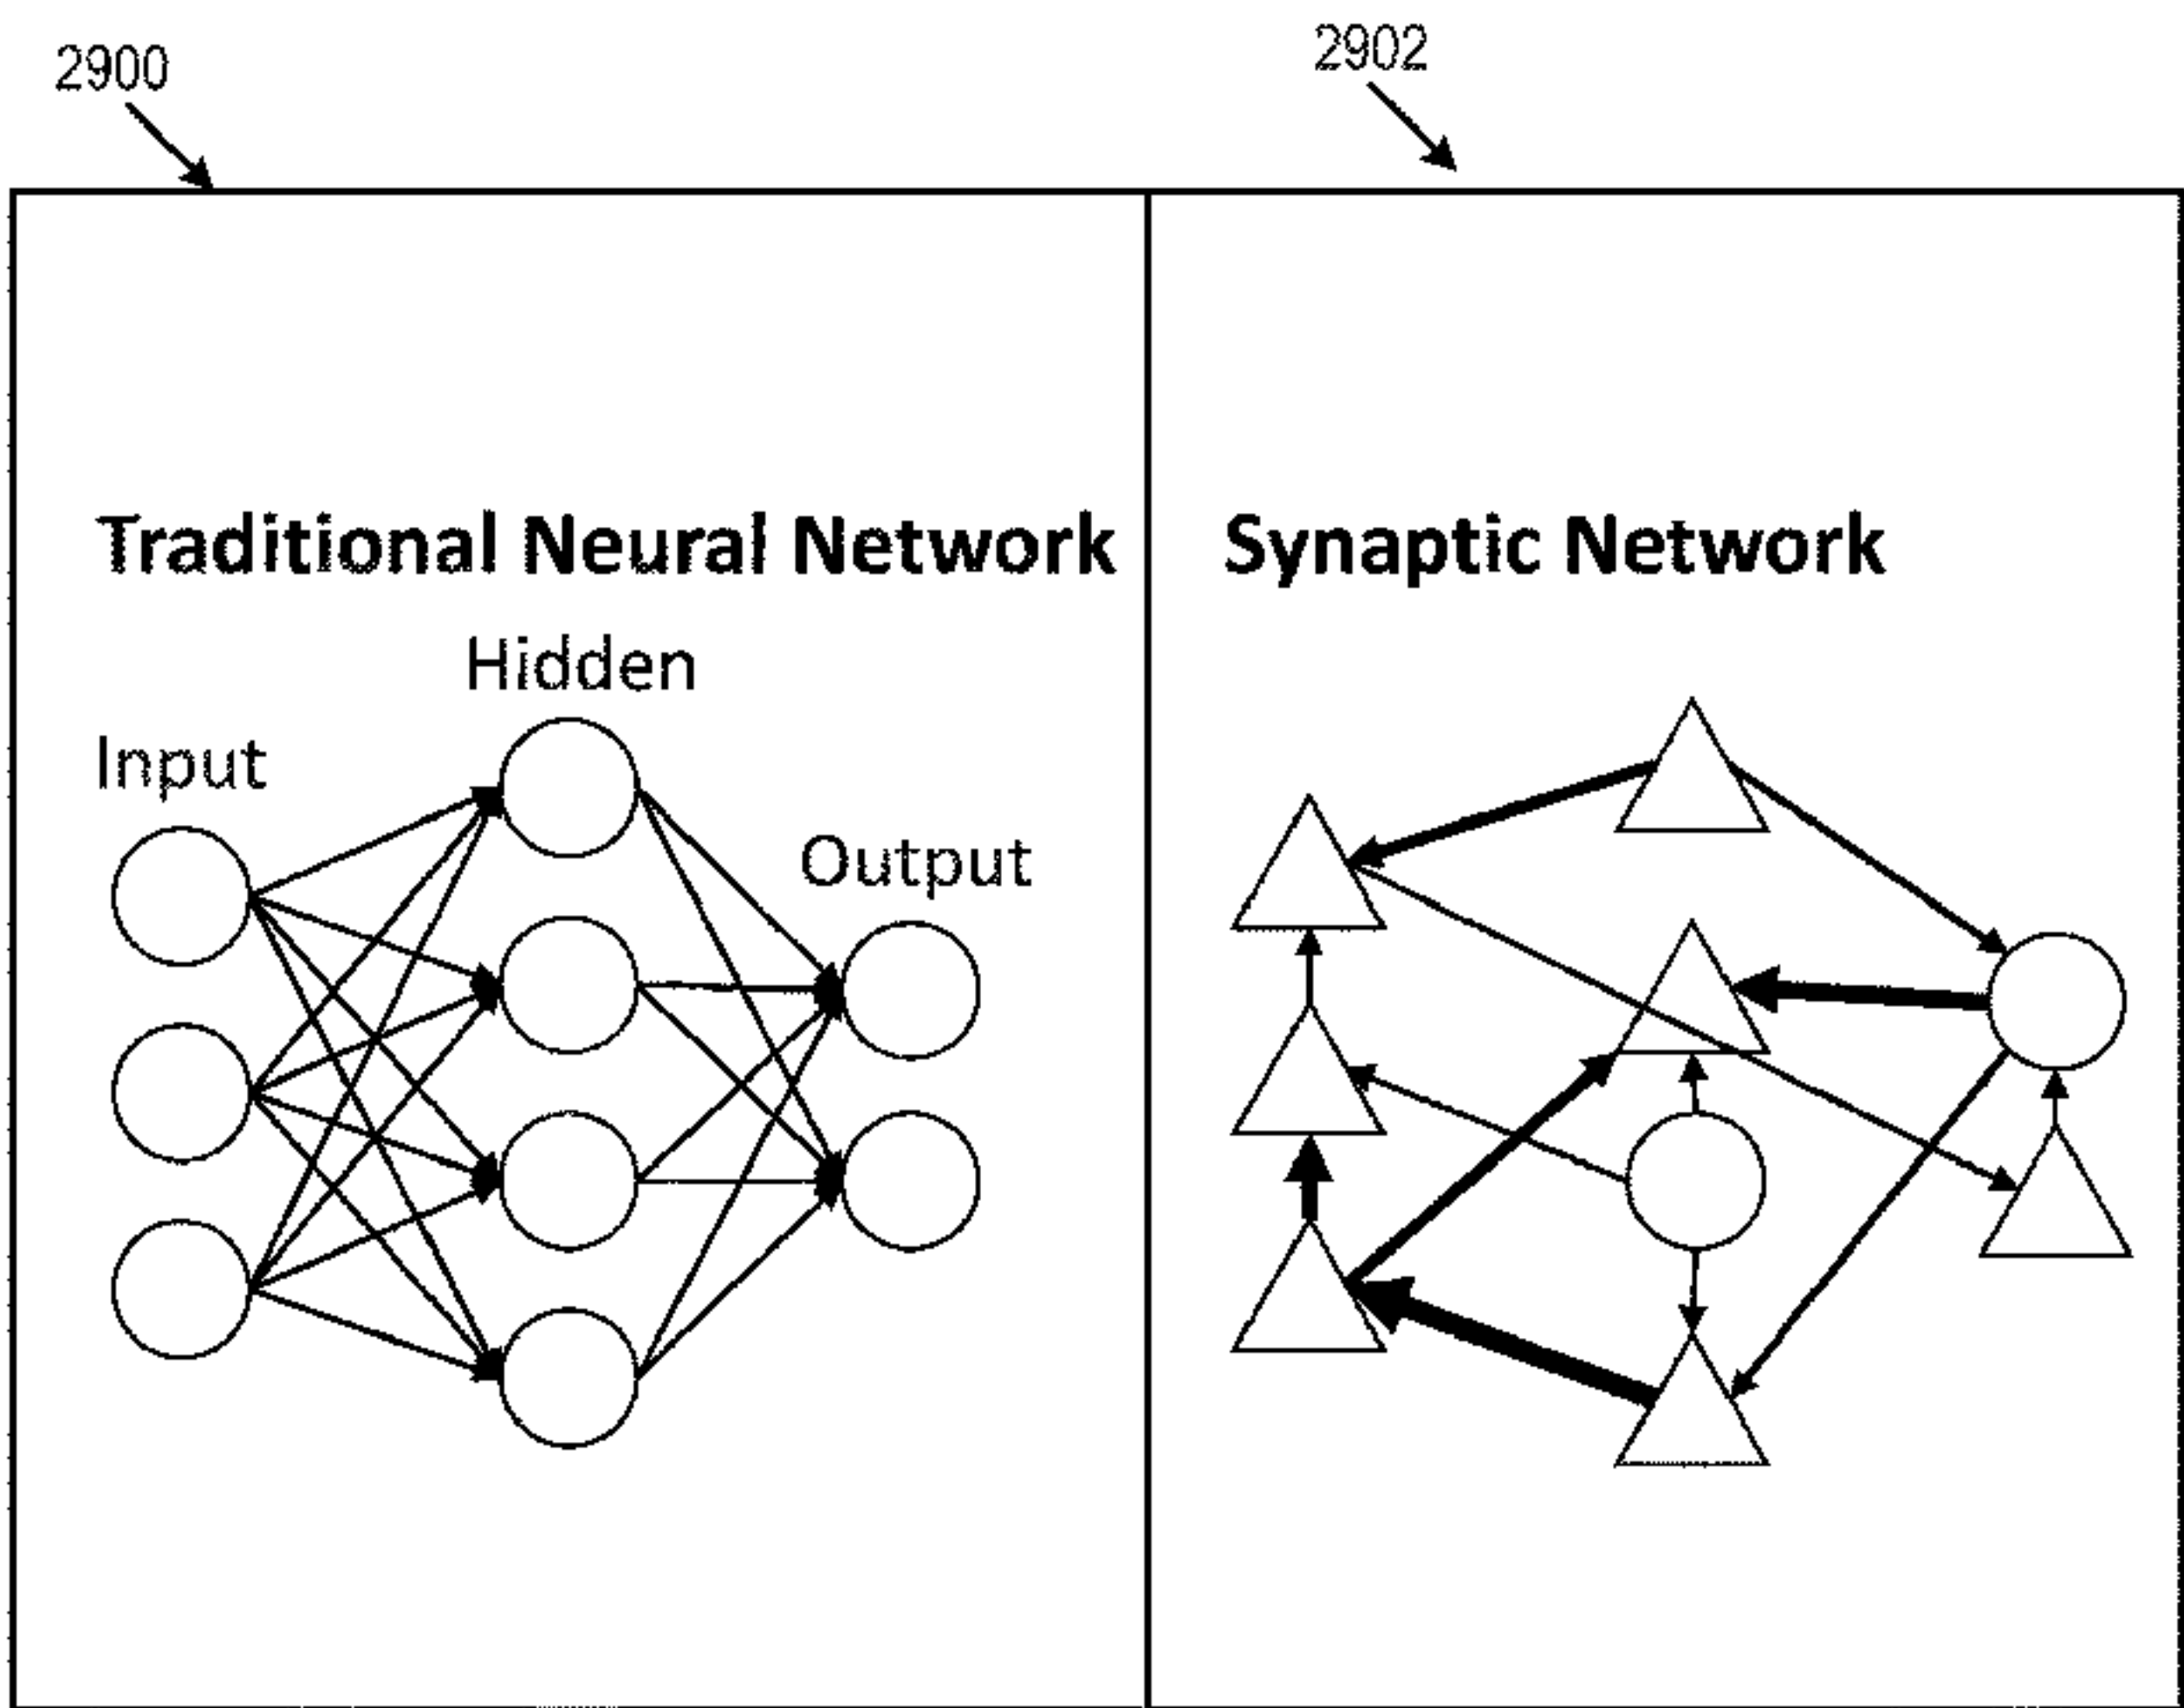 2900
2902
Traditional Neural Network
Hidden
Input
Output
Synaptic Network